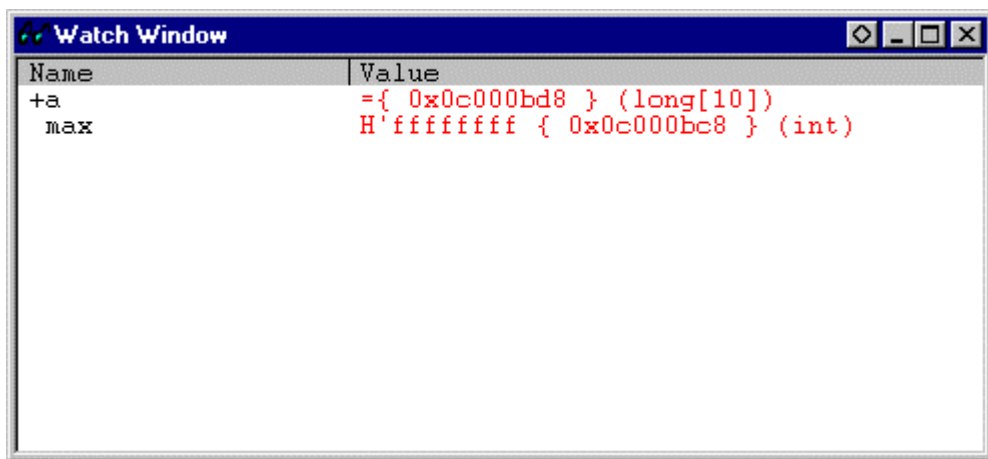 Watch Window
Name Value
+a ={ 0x0c000bd8 } (long[10])
max H'ffffffff { 0x0c000bc8 } (int)